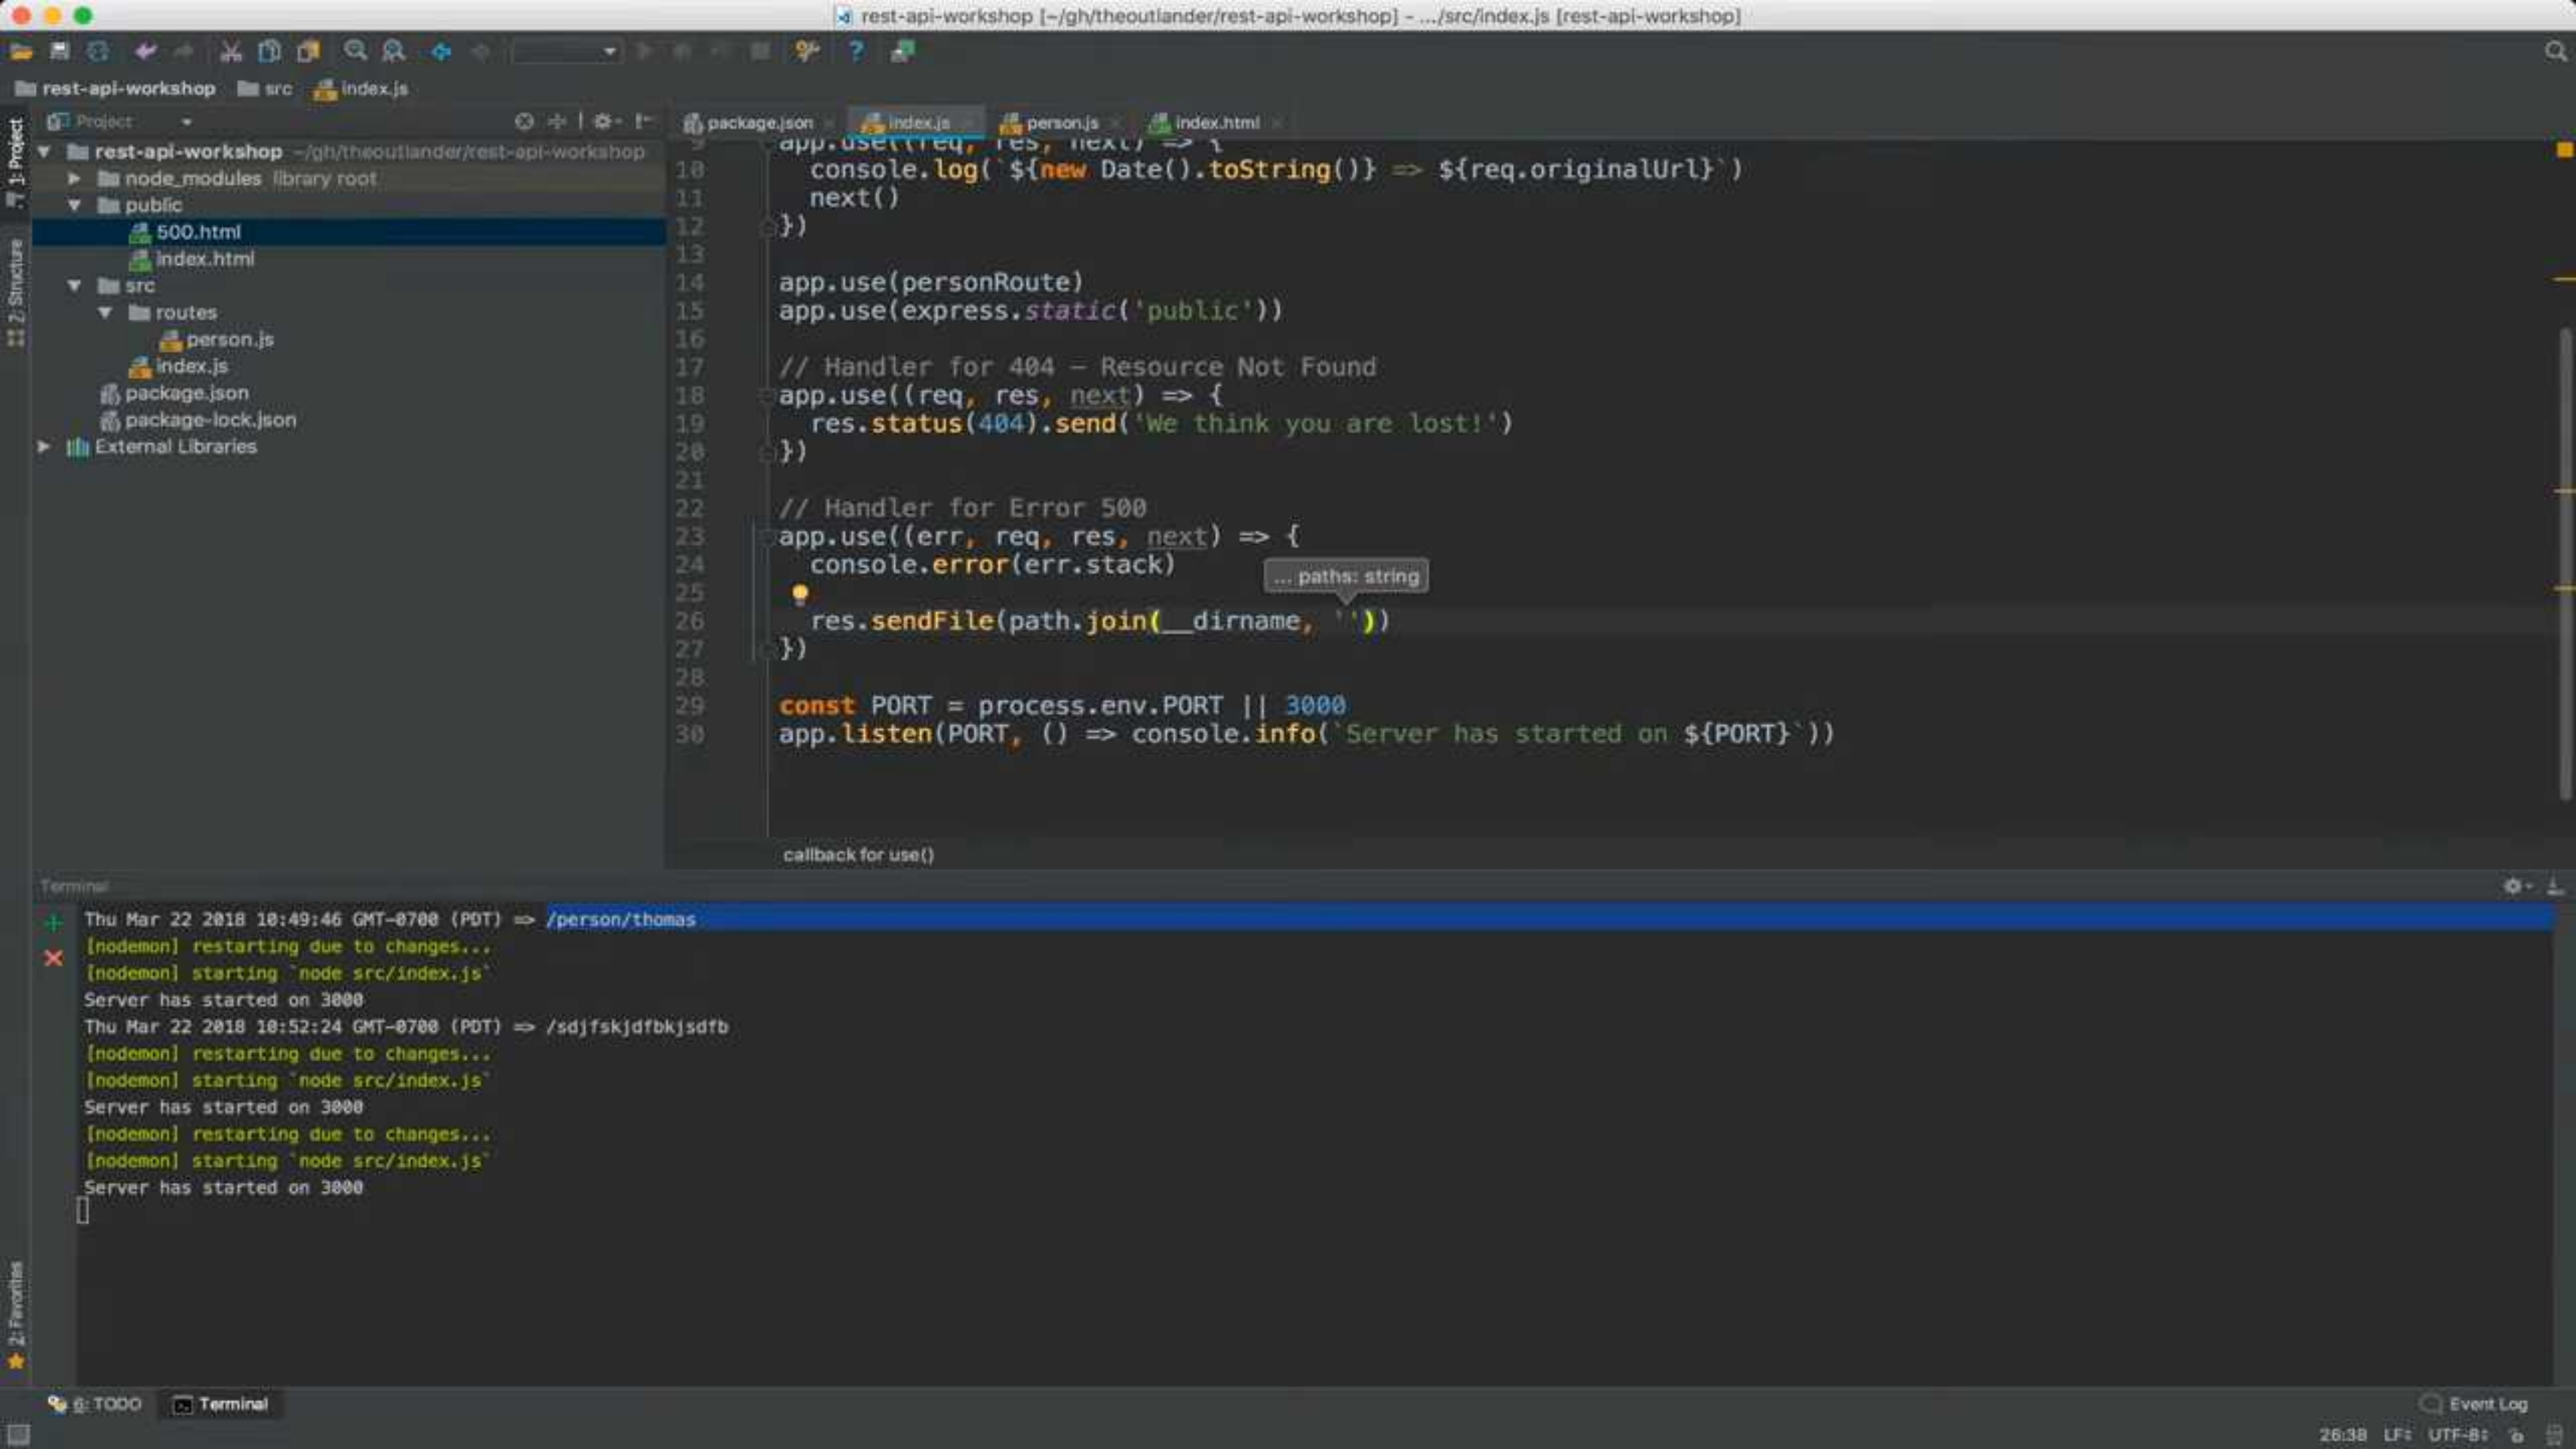 rest-api-workshop [~/gh/theoutlander/rest-api-workshop] - .../src/index.js [rest-api-workshop]
rest-api-workshop src index.js
1: Project
2: Structure
2: Favorites
Project
rest-api-workshop ~/gh/theoutlander/rest-api-workshop
node_modules library root
public
500.html
index.html
src
routes
person.js
index.js
package.json
package-lock.json
External Libraries
package.json index.js person.js index.html
9 app.use((req, res, next) => {
10 console.log(`${new Date().toString()} => ${req.originalUrl}`)
11 next()
12 })
13
14 app.use(personRoute)
15 app.use(express.static('public'))
16
17 // Handler for 404 – Resource Not Found
18 app.use((req, res, next) => {
19 res.status(404).send('We think you are lost!')
20 })
21
22 // Handler for Error 500
23 app.use((err, req, res, next) => {
24 console.error(err.stack)
... paths: string
25
26 res.sendFile(path.join(__dirname, ''))
27 })
28
29 const PORT = process.env.PORT || 3000
30 app.listen(PORT, () => console.info(`Server has started on ${PORT}`))
callback for use()
Terminal
Thu Mar 22 2018 10:49:46 GMT-0700 (PDT) => /person/thomas
[nodemon] restarting due to changes...
[nodemon] starting `node src/index.js`
Server has started on 3000
Thu Mar 22 2018 10:52:24 GMT-0700 (PDT) => /sdjfskjdfbkjsdfb
[nodemon] restarting due to changes...
[nodemon] starting `node src/index.js`
Server has started on 3000
[nodemon] restarting due to changes...
[nodemon] starting `node src/index.js`
Server has started on 3000
6: TODO Terminal Event Log
26:38 LF÷ UTF-8÷